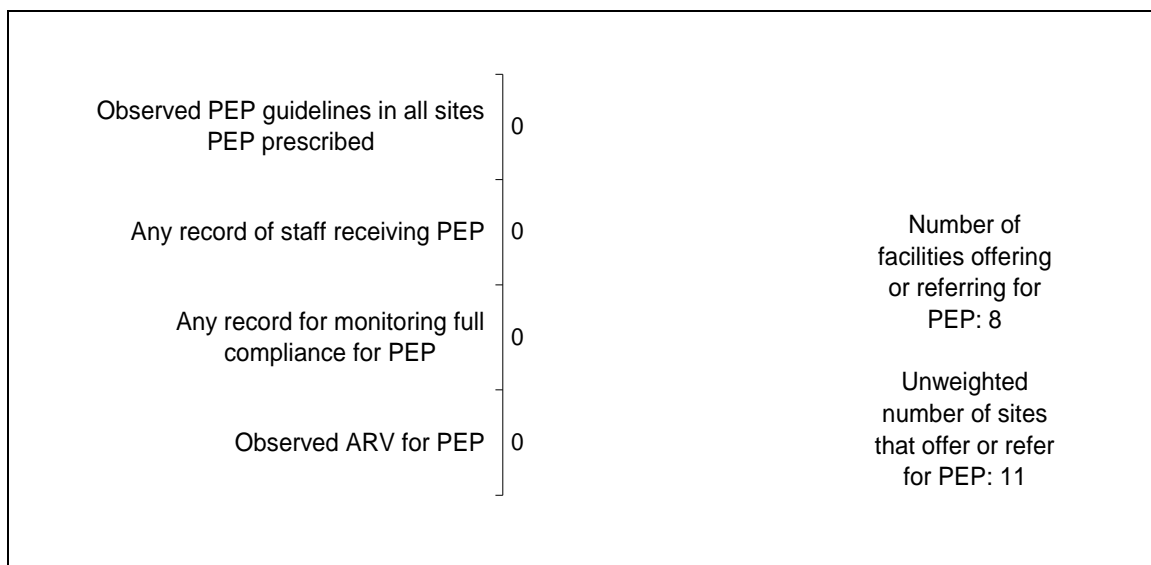 Observed PEP guidelines in all sites
PEP prescribed
0
Any record of staff receiving PEP
0
Any record for monitoring full
compliance for PEP
0
Observed ARV for PEP
0
Number of
facilities offering
or referring for
PEP: 8
Unweighted
number of sites
that offer or refer
for PEP: 11